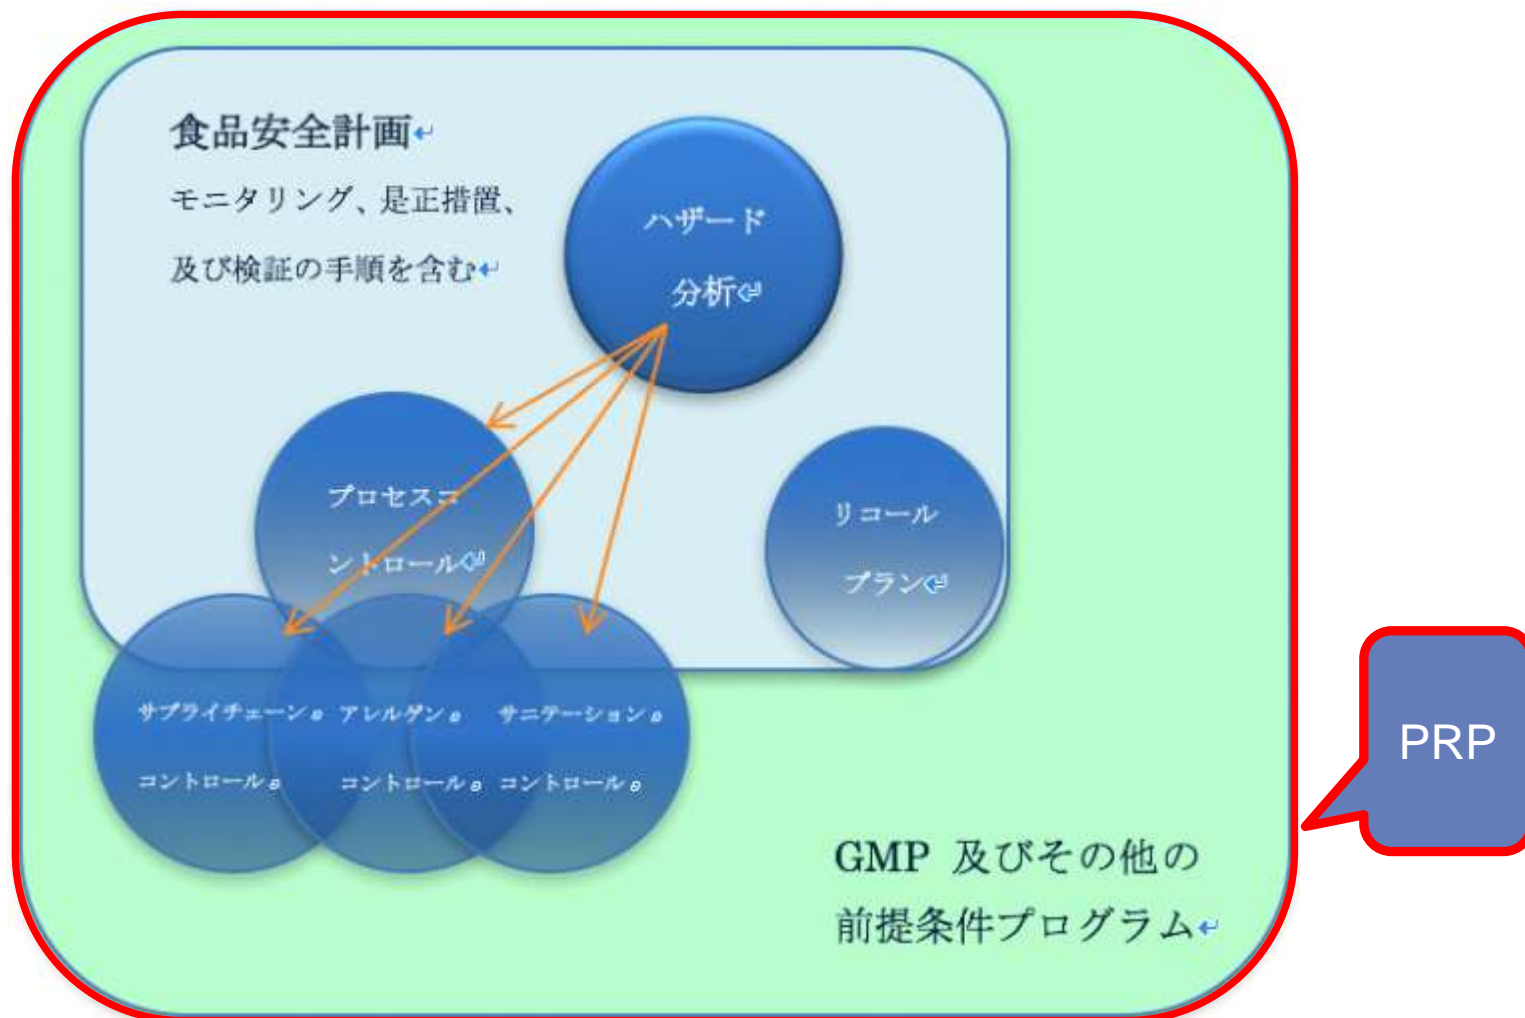 食品安全計画
モニタリング、是正措置、
及び検証の手順を含む
ハザード
分析
プロセスコ
ントロール
リコール
プラン
サプライチェーン
コントロール
アレルゲン
コントロール
サニテーション
コントロール
PRP
GMP 及びその他の
前提条件プログラム